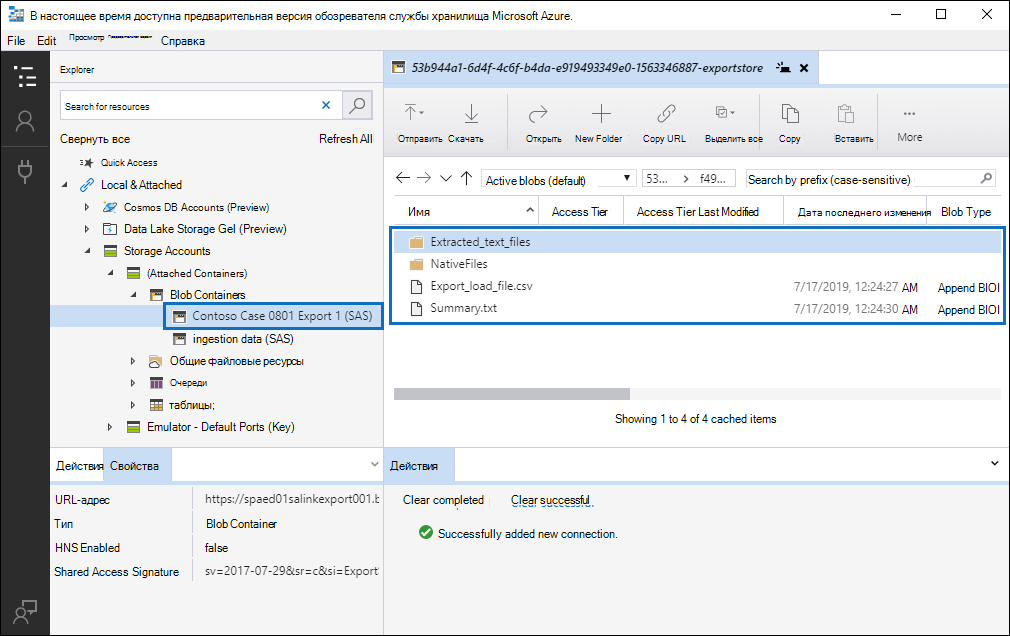 В настоящее время доступна предварительная версия обозревателя службы хранилища Microsoft Azure.
File Edit Просмотр Справка
Explorer
Search for resources
Свернуть все Refresh All
Quick Access
Local & Attached
Cosmos DB Accounts (Preview)
Data Lake Storage Gel (Preview)
Storage Accounts
(Attached Containers)
Blob Containers
Contoso Case 0801 Export 1 (SAS)
ingestion data (SAS)
Общие файловые ресурсы
Очереди
таблицы;
Emulator - Default Ports (Key)
Действия Свойства
URL-адрес https://spaed01salinkexport001.b
Тип Blob Container
HNS Enabled false
Shared Access Signature sv=2017-07-29&sr=c&si=Export
53b944a1-6d4f-4c6f-b4da-e919493349e0-1563346887-exportstore
Отправить Скачать Открыть New Folder Copy URL Выделить все Copy Вставить More
Active blobs (default) 53... f49... Search by prefix (case-sensitive)
Имя Access Tier Access Tier Last Modified Дата последнего изменения Blob Type
Extracted_text_files
NativeFiles
Export_load_file.csv 7/17/2019, 12:24:27 AM Append BlOl
Summary.txt 7/17/2019, 12:24:30 AM Append BlOl
Showing 1 to 4 of 4 cached items
Действия
Clear completed Clear successful
Successfully added new connection.